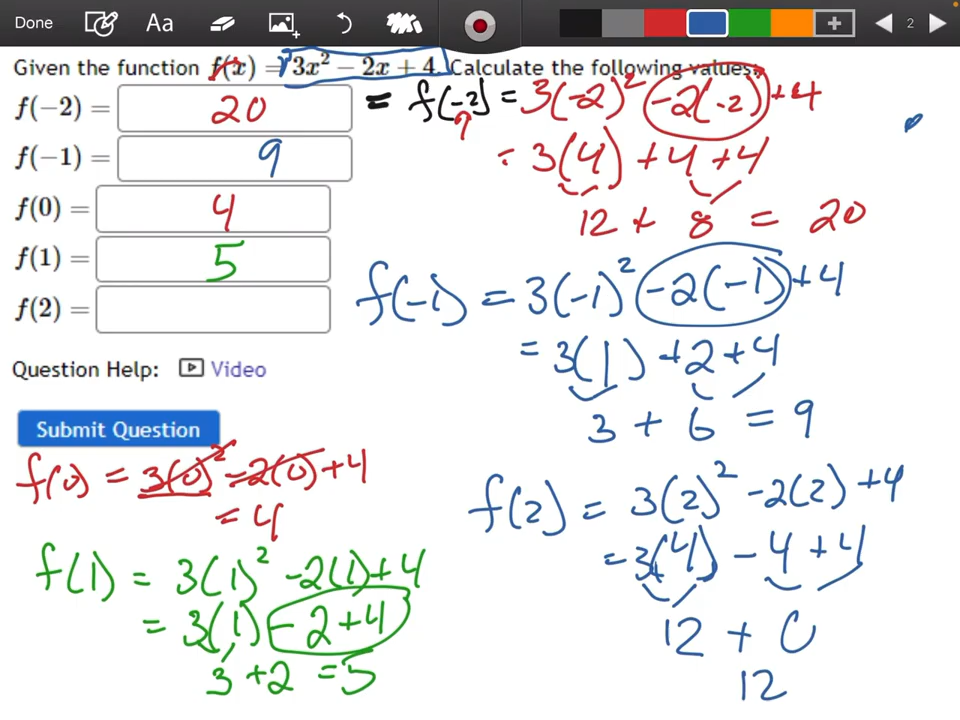 Done Aa 2
Given the function f(x) = 3x² − 2x + 4. Calculate the following values:
f(−2) = 20 = f(-2) = 3(-2)² -2(-2) +4
= 3(4) +4 +4
12 + 8 = 20
f(−1) = 9
f(0) = 4
f(1) = 5
f(2) =
f(-1) = 3(-1)² -2(-1) +4
= 3(1) +2 +4
3 + 6 = 9
Question Help: Video
Submit Question
f(0) = 3(0)² -2(0) +4
= 4
f(1) = 3(1)² -2(1)+4
= 3(1) -2+4
3 +2 = 5
f(2) = 3(2)² -2(2) +4
= 3(4) -4 +4
12 + 0
12